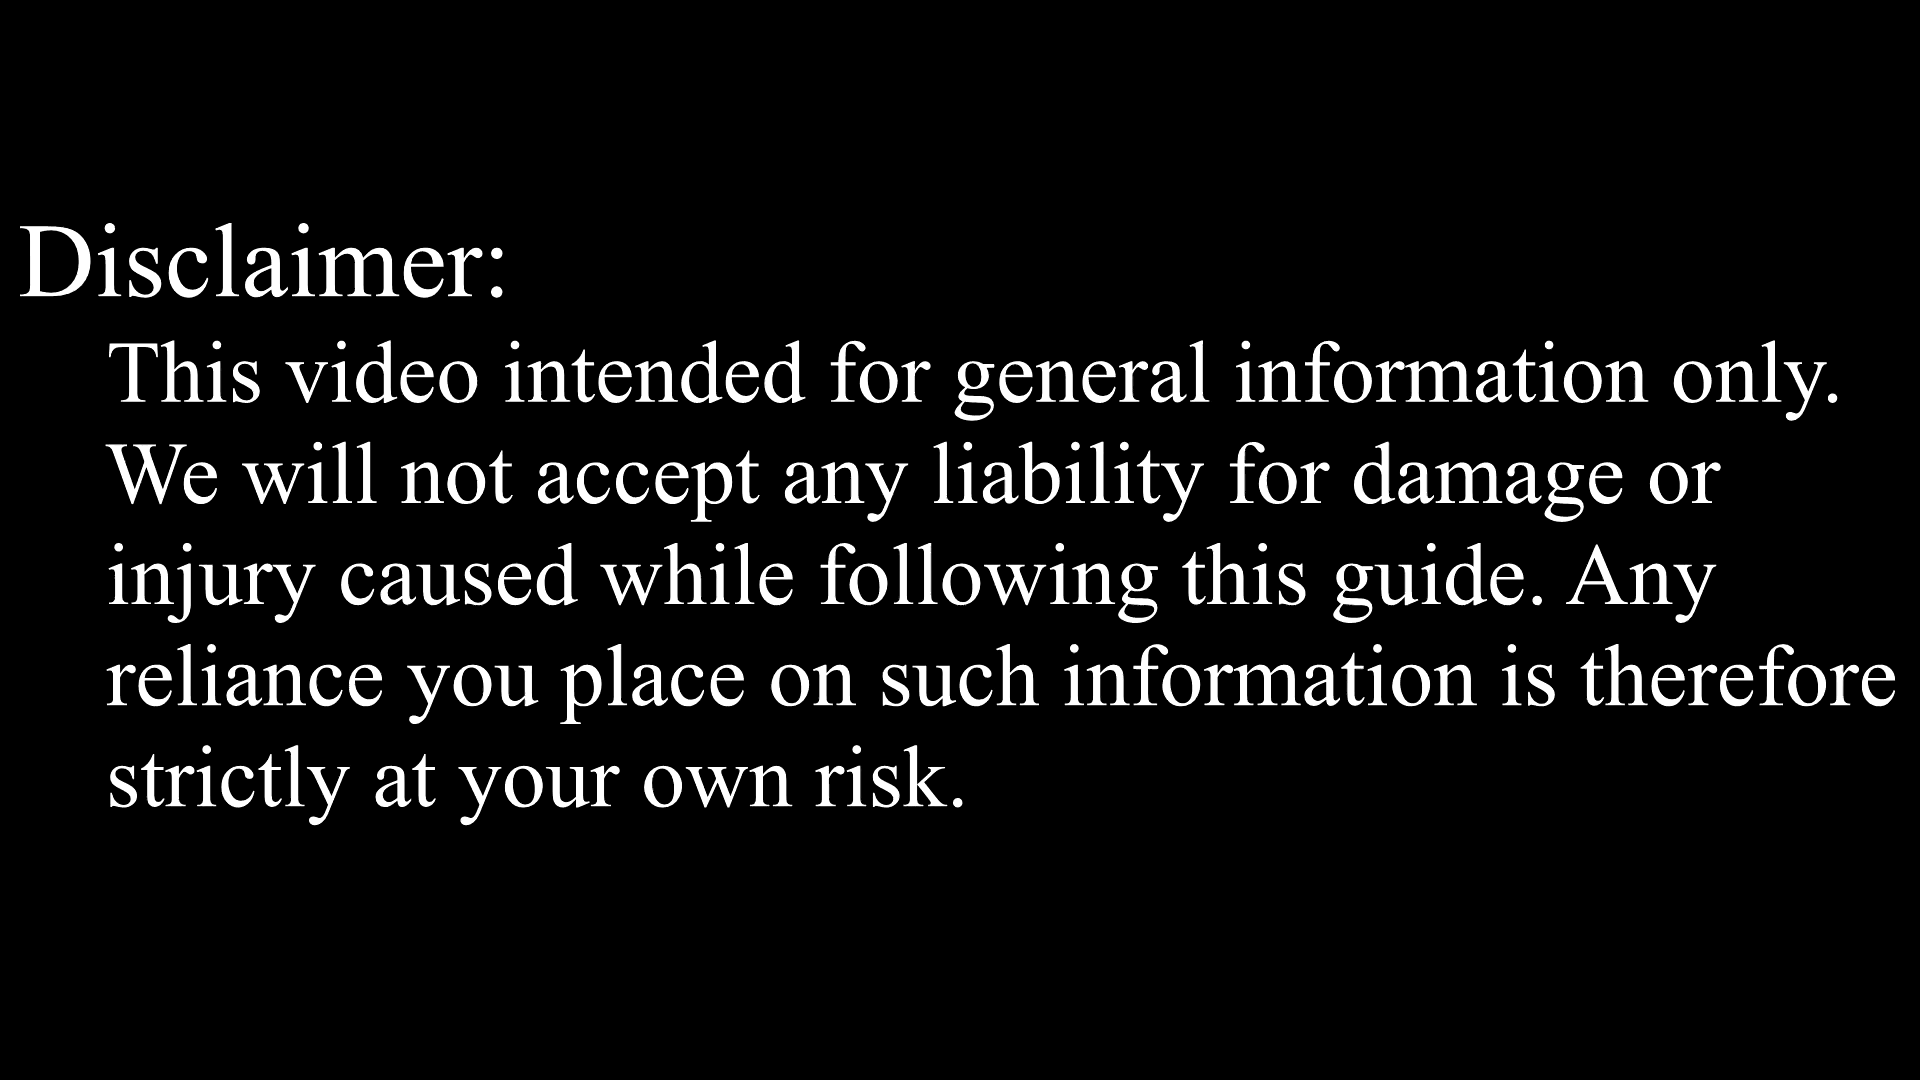 Disclaimer:
This video intended for general information only.
We will not accept any liability for damage or
injury caused while following this guide. Any
reliance you place on such information is therefore
strictly at your own risk.